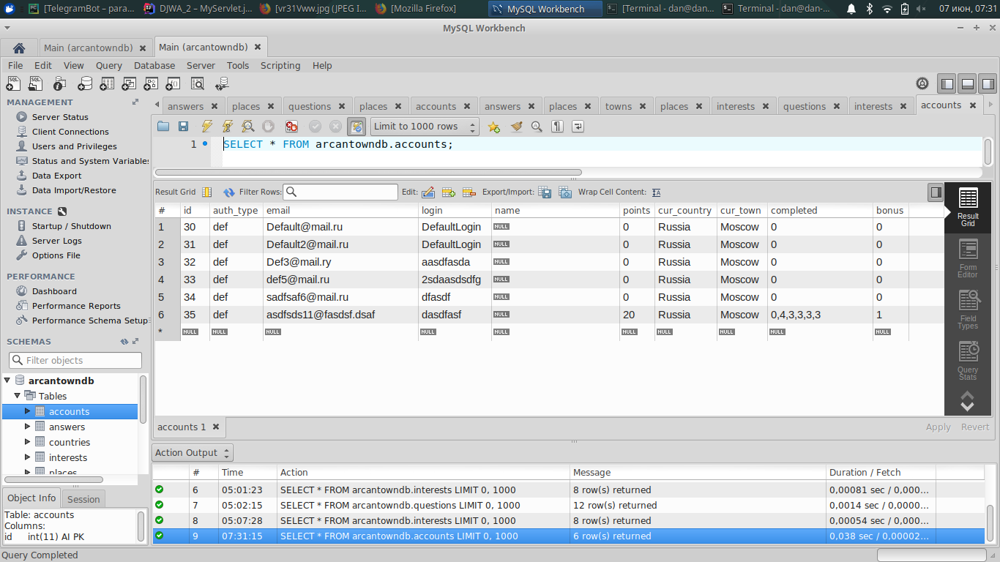 [TelegramBot – para... DJWA_2 – MyServlet.j... [vr31Vww.jpg (JPEG I... [Mozilla Firefox] MySQL Workbench [Terminal - dan@dan... Terminal - dan@dan-... 07 июн, 07:31
MySQL Workbench
Main (arcantowndb) Main (arcantowndb)
File Edit View Query Database Server Tools Scripting Help
MANAGEMENT
Server Status
Client Connections
Users and Privileges
Status and System Variables
Data Export
Data Import/Restore
INSTANCE
Startup / Shutdown
Server Logs
Options File
PERFORMANCE
Dashboard
Performance Reports
Performance Schema Setup
SCHEMAS
Filter objects
arcantowndb
Tables
accounts
answers
countries
interests
places
Object Info Session
Table: accounts
Columns:
id int(11) AI PK
answers places questions places accounts answers places towns places interests questions interests accounts
Limit to 1000 rows
1 SELECT * FROM arcantowndb.accounts;
Result Grid Filter Rows: Edit: Export/Import: Wrap Cell Content: IA
# id auth_type email login name points cur_country cur_town completed bonus
1 30 def Default@mail.ru DefaultLogin NULL 0 Russia Moscow 0 0
2 31 def Default2@mail.ru DefaultLogin NULL 0 Russia Moscow 0 0
3 32 def Def3@mail.ry aasdfasda NULL 0 Russia Moscow 0 0
4 33 def def5@mail.ru 2sdaasdsdfg NULL 0 Russia Moscow 0 0
5 34 def sadfsaf6@mail.ru dfasdf NULL 0 Russia Moscow 0 0
6 35 def asdfsds11@fasdsf.dsaf dasdfasf NULL 20 Russia Moscow 0,4,3,3,3,3 1
* NULL NULL NULL NULL NULL NULL NULL NULL NULL NULL
Result
Grid
Form
Editor
Field
Types
Query
Stats
accounts 1 Apply Revert
Action Output
# Time Action Message Duration / Fetch
6 05:01:23 SELECT * FROM arcantowndb.interests LIMIT 0, 1000 8 row(s) returned 0,00081 sec / 0,000...
7 05:02:15 SELECT * FROM arcantowndb.questions LIMIT 0, 1000 12 row(s) returned 0,0014 sec / 0,0000...
8 05:07:28 SELECT * FROM arcantowndb.interests LIMIT 0, 1000 8 row(s) returned 0,00054 sec / 0,000...
9 07:31:15 SELECT * FROM arcantowndb.accounts LIMIT 0, 1000 6 row(s) returned 0,038 sec / 0,00002...
Query Completed